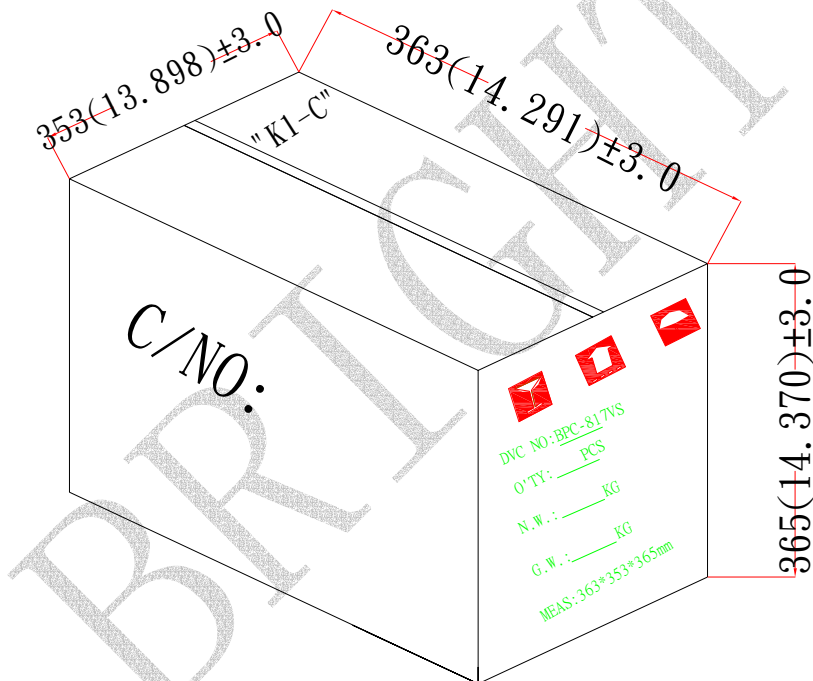 353(13.898)±3.0
363(14.291)±3.0
"K1-C"
C/NO:
365(14.370)±3.0
DVC NO:BPC-817VS
O'TY:____PCS
N.W.:_____KG
G.W.:_____KG
MEAS:363*353*365mm
BRIGHT